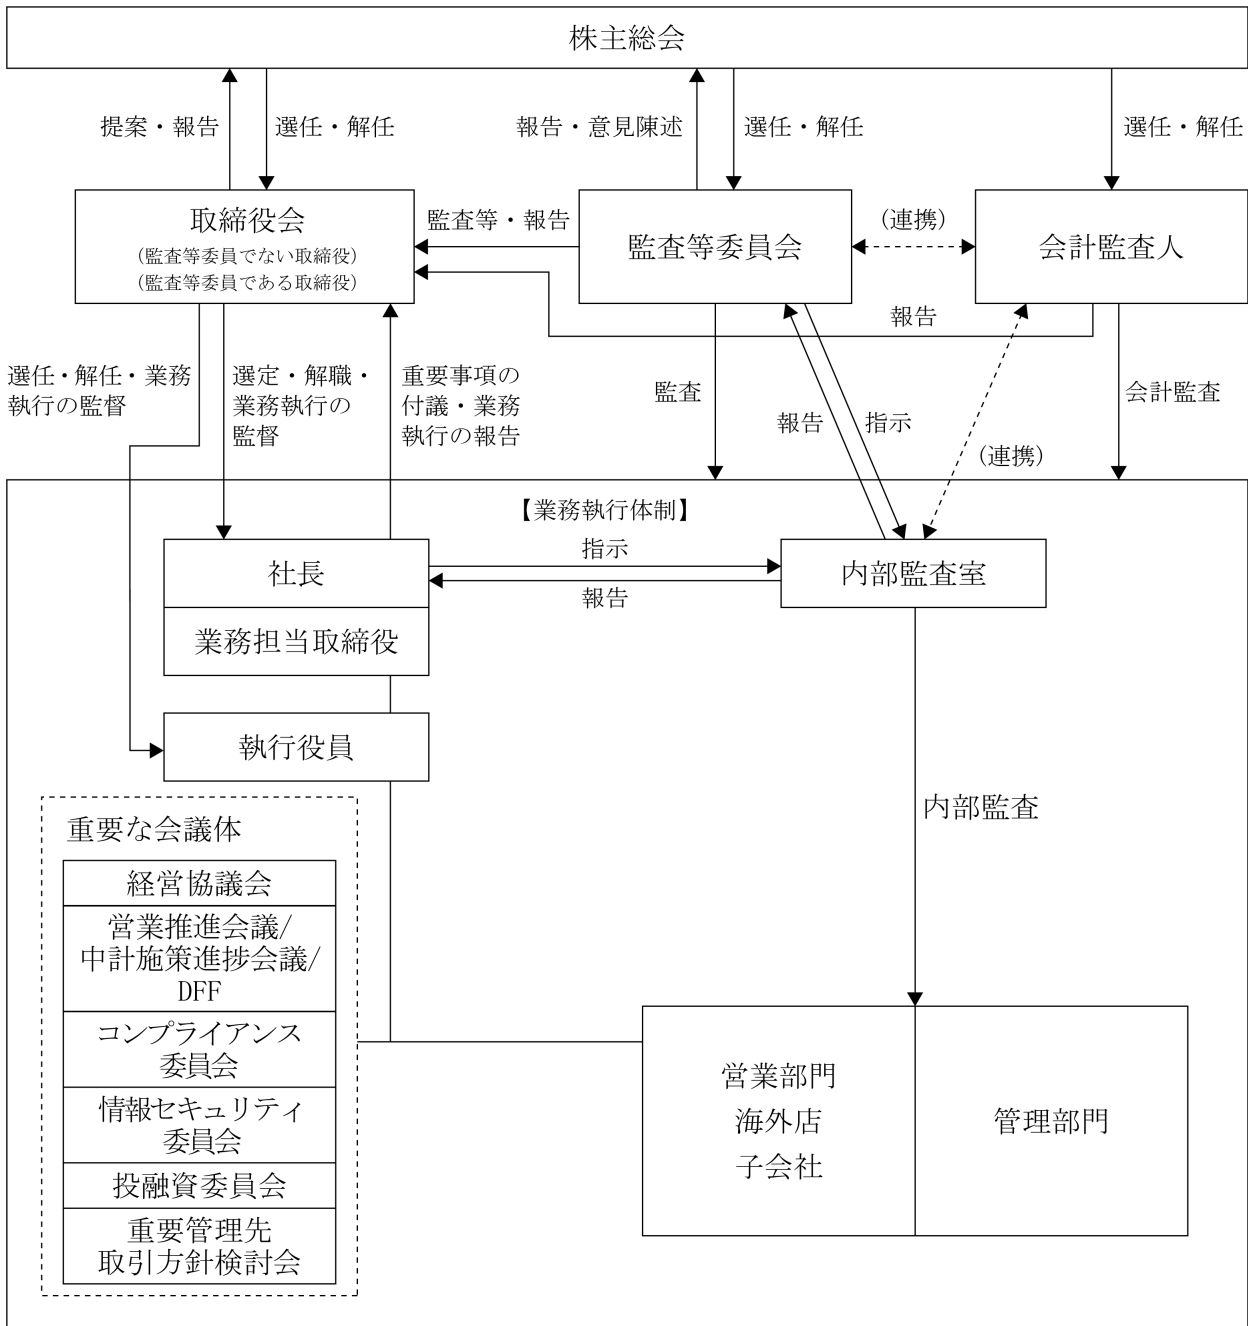 株主総会
提案・報告
選任・解任
報告・意見陳述
選任・解任
選任・解任
取締役会
(監査等委員でない取締役)
(監査等委員である取締役)
監査等・報告
監査等委員会
(連携)
会計監査人
報告
選任・解任・業務
執行の監督
選定・解職・
業務執行の
監督
重要事項の
付議・業務
執行の報告
監査
報告
指示
(連携)
会計監査
【業務執行体制】
社長
業務担当取締役
指示
報告
内部監査室
執行役員
内部監査
重要な会議体
経営協議会
営業推進会議/
中計施策進捗会議/
DFF
コンプライアンス
委員会
情報セキュリティ
委員会
投融資委員会
重要管理先
取引方針検討会
営業部門
海外店
子会社
管理部門